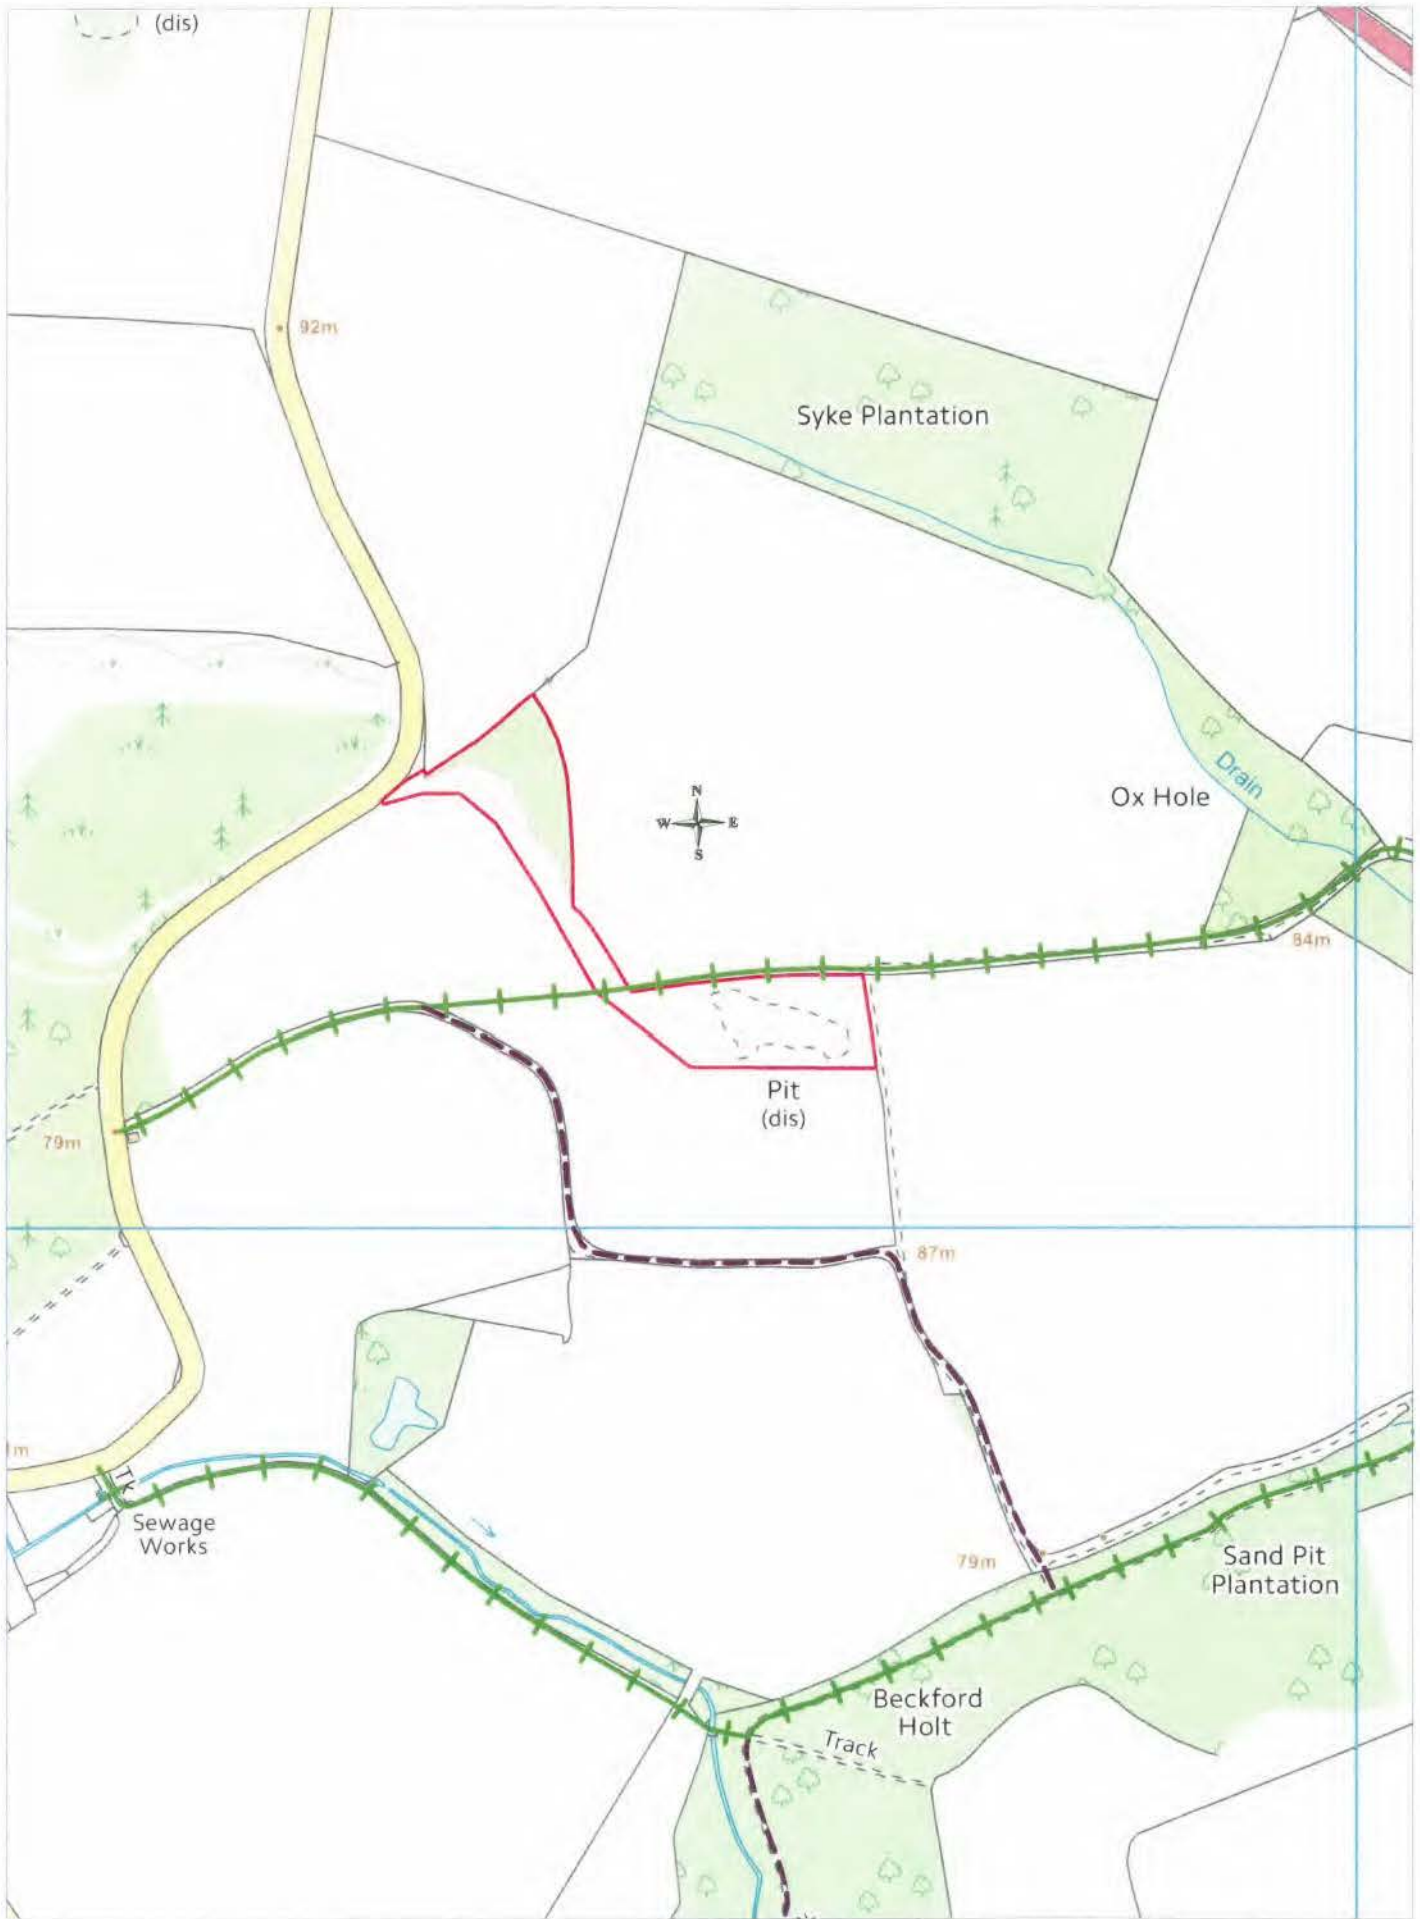 (dis)
92m
Syke Plantation
Drain
Ox Hole
N
W E
S
84m
Pit
(dis)
79m
87m
m
TK
Sewage
Works
79m
Sand Pit
Plantation
Beckford
Holt
Track